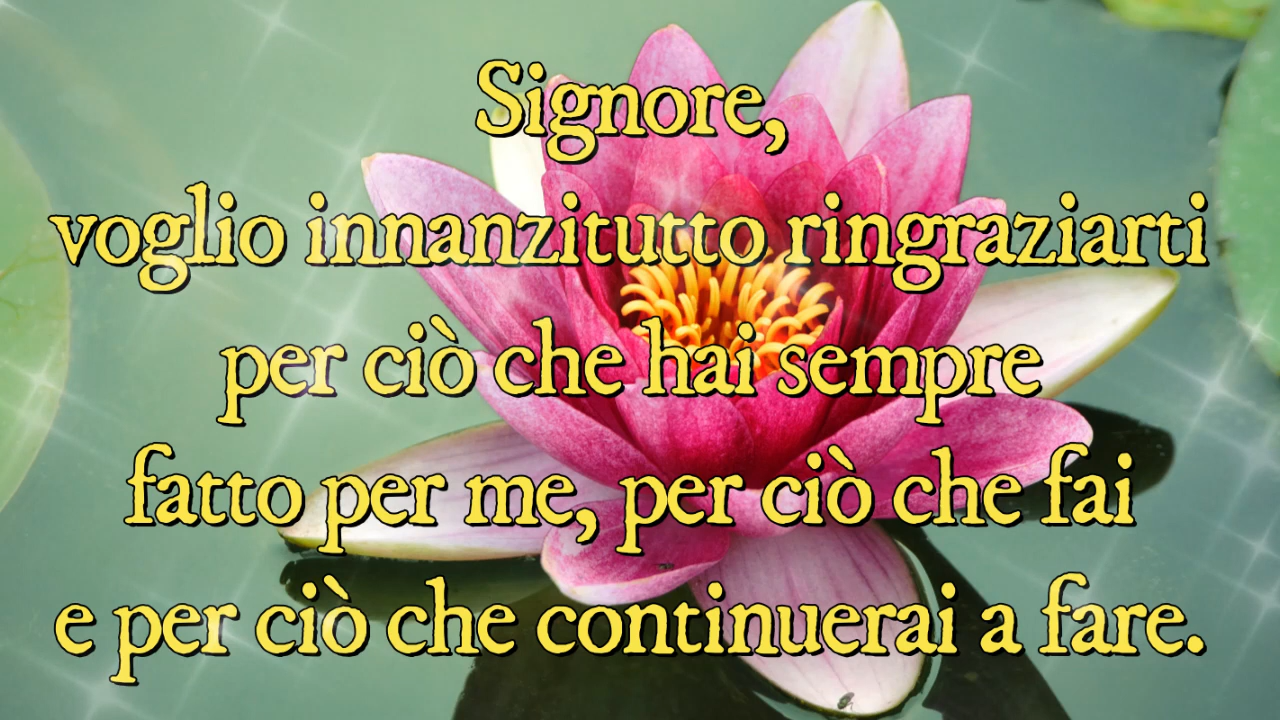 Signore,
voglio innanzitutto ringraziarti
per ciò che hai sempre
fatto per me, per ciò che fai
e per ciò che continuerai a fare.